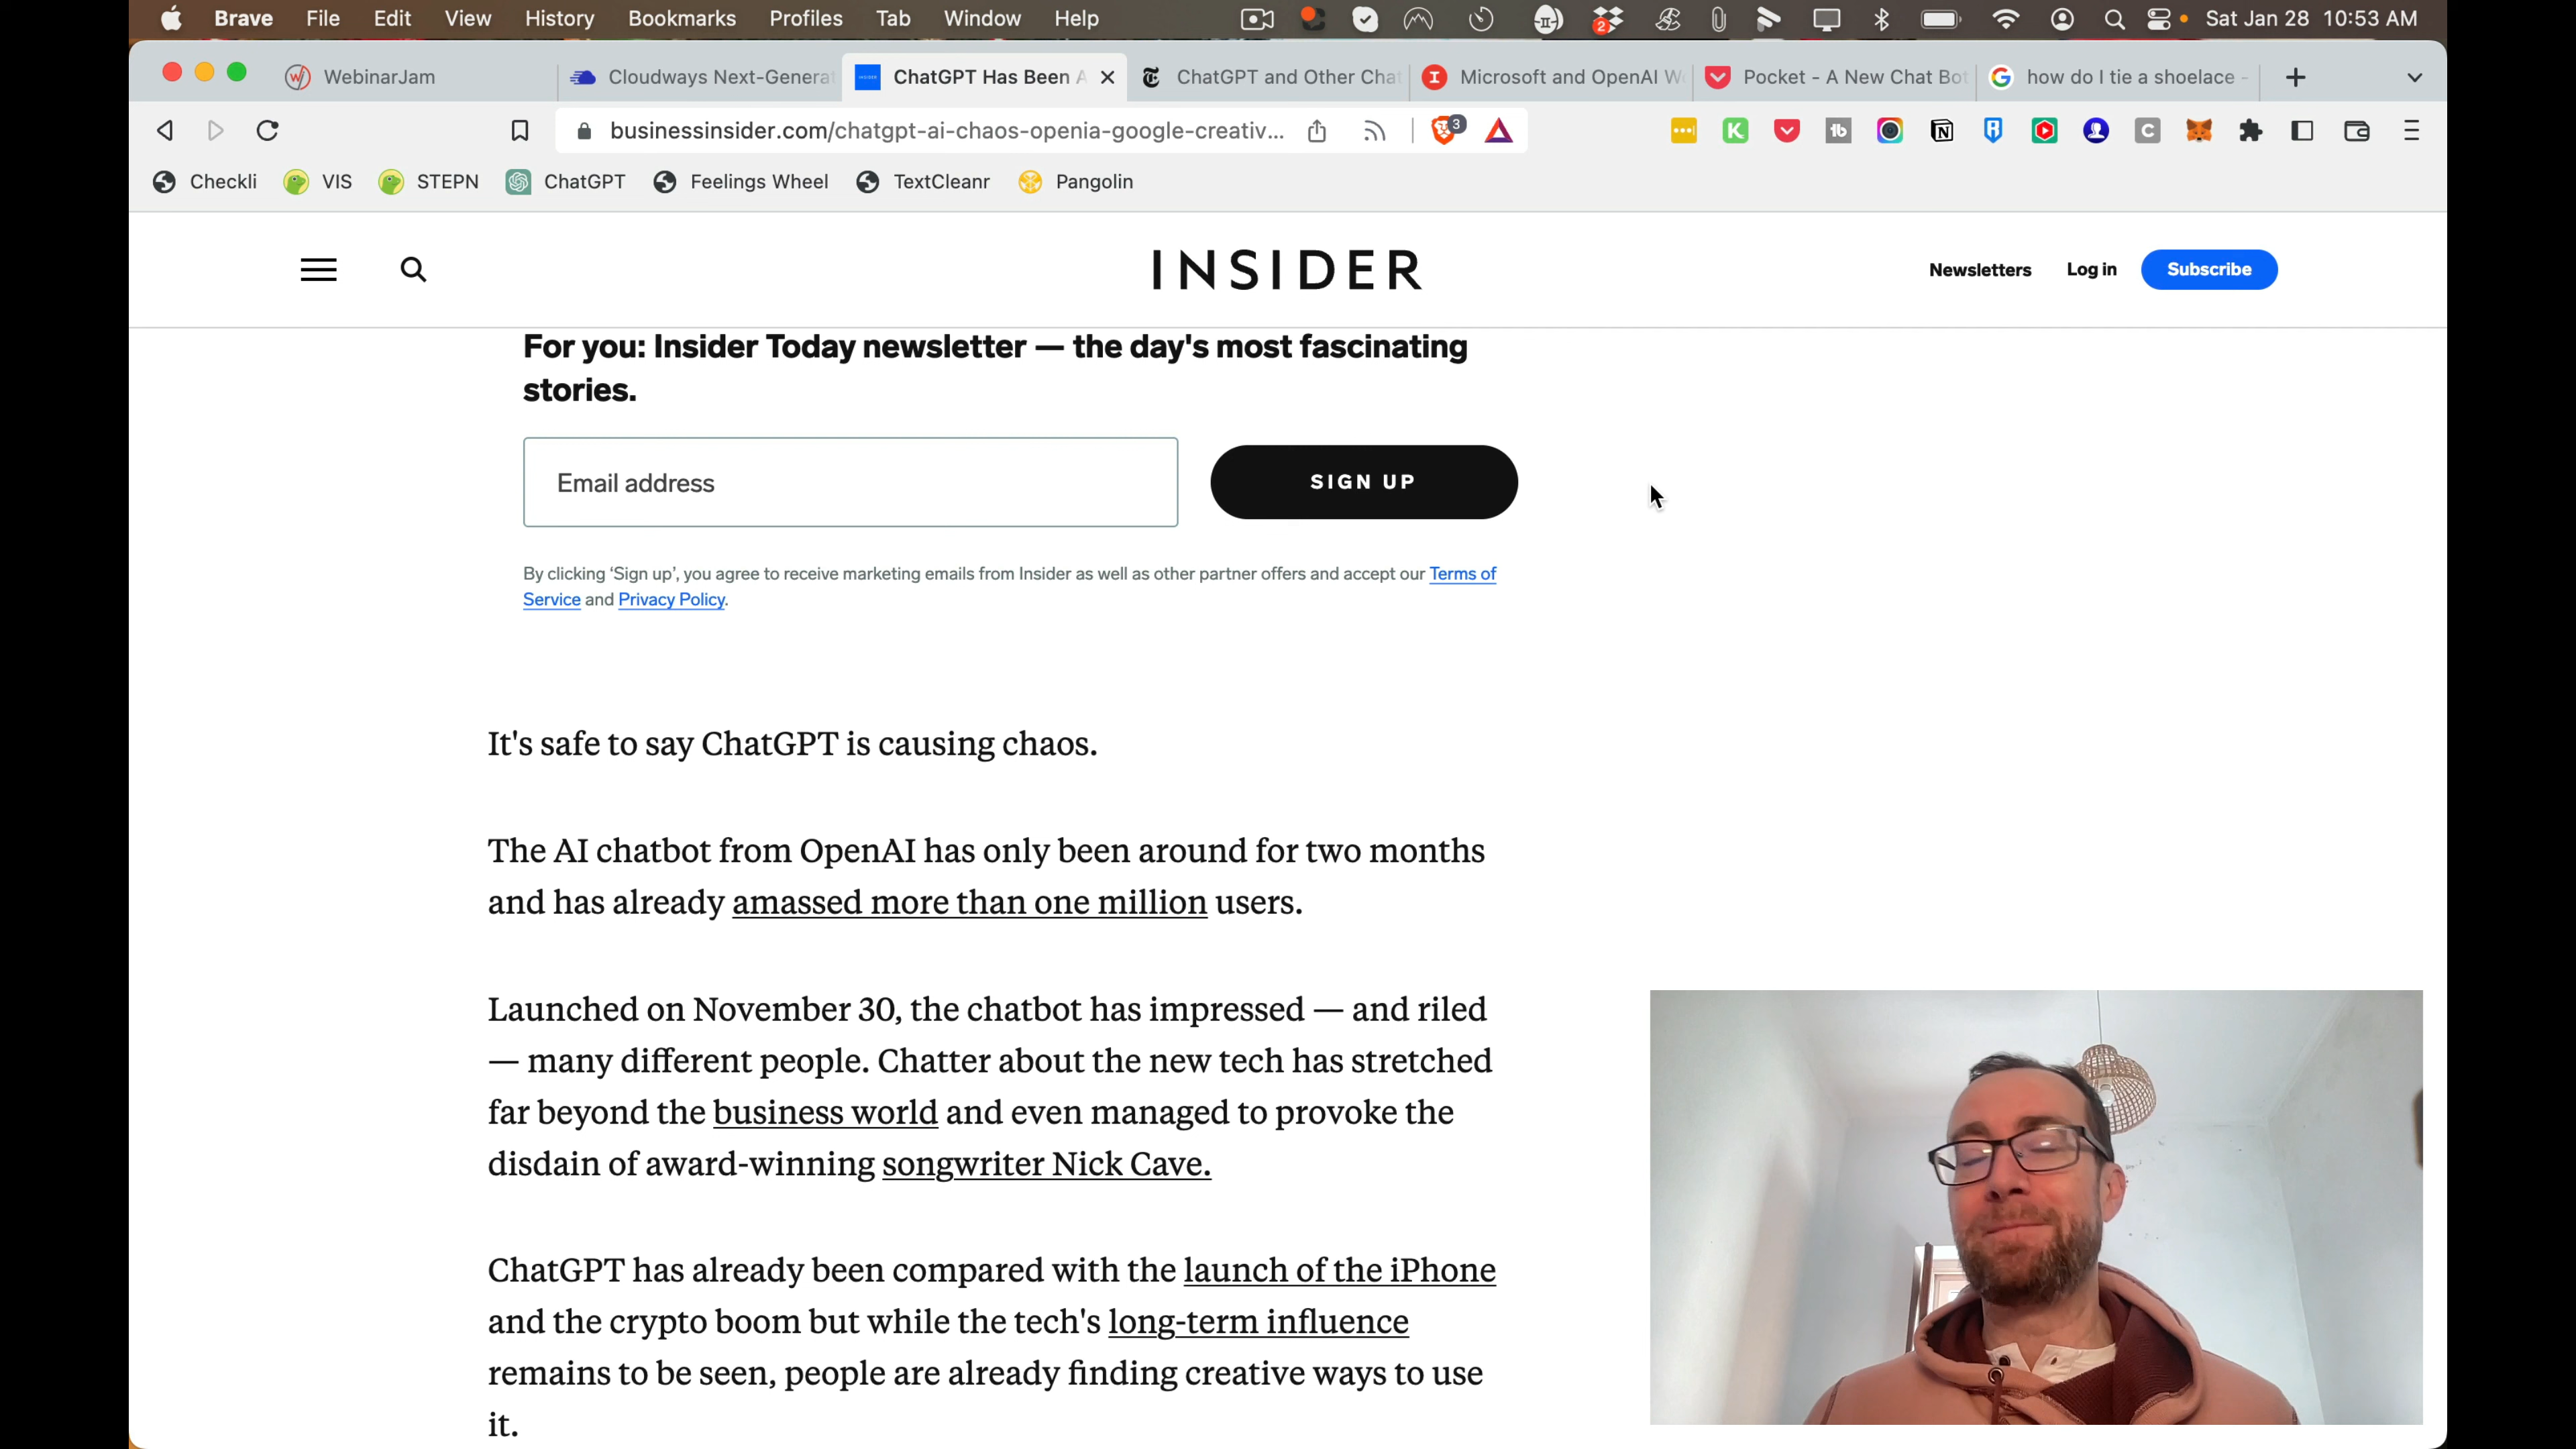 Brave File Edit View History Bookmarks Profiles Tab Window Help Sat Jan 28 10:53 AM
WebinarJam Cloudways Next-Generat ChatGPT Has Been A ChatGPT and Other Chat Microsoft and OpenAI W Pocket - A New Chat Bot how do I tie a shoelace -
businessinsider.com/chatgpt-ai-chaos-openia-google-creativ... 3
Checkli VIS STEPN ChatGPT Feelings Wheel TextCleanr Pangolin
INSIDER Newsletters Log in Subscribe
For you: Insider Today newsletter — the day's most fascinating
stories.
Email address SIGN UP
By clicking ‘Sign up’, you agree to receive marketing emails from Insider as well as other partner offers and accept our Terms of
Service and Privacy Policy.
It's safe to say ChatGPT is causing chaos.
The AI chatbot from OpenAI has only been around for two months
and has already amassed more than one million users.
Launched on November 30, the chatbot has impressed — and riled
— many different people. Chatter about the new tech has stretched
far beyond the business world and even managed to provoke the
disdain of award-winning songwriter Nick Cave.
ChatGPT has already been compared with the launch of the iPhone
and the crypto boom but while the tech's long-term influence
remains to be seen, people are already finding creative ways to use
it.